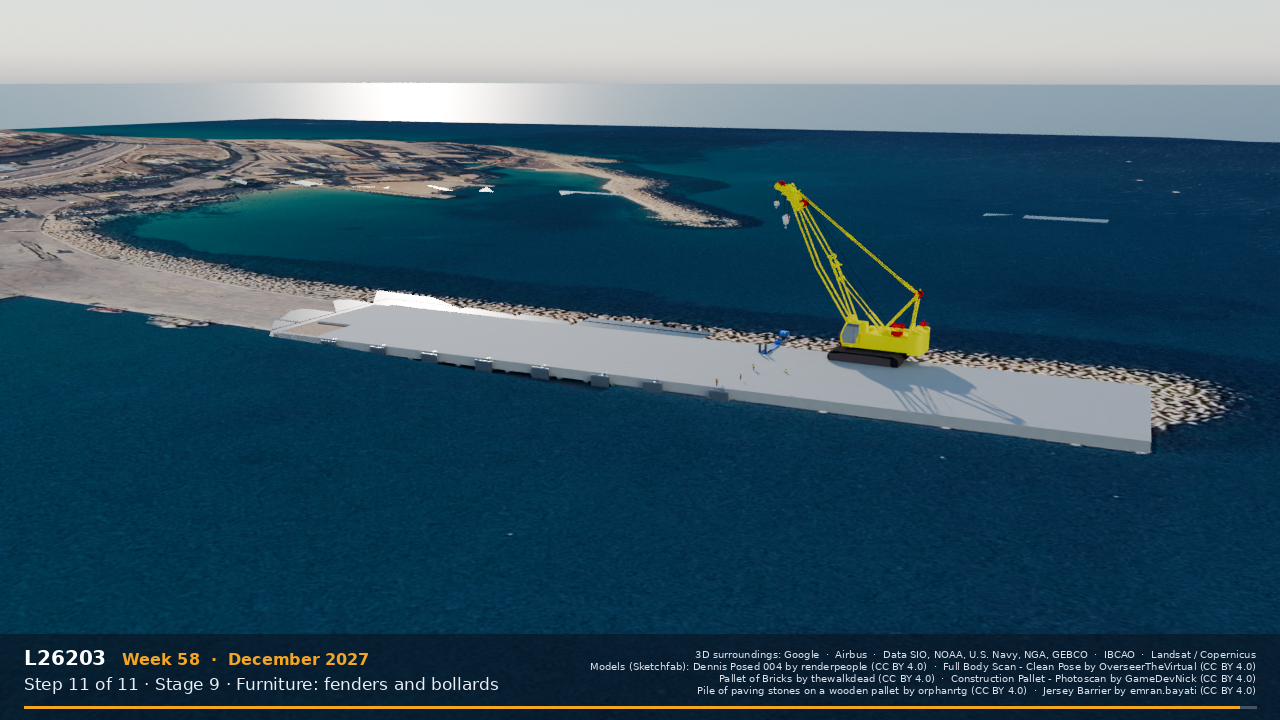 L26203 Week 58 · December 2027
Step 11 of 11 · Stage 9 · Furniture: fenders and bollards
3D surroundings: Google · Airbus · Data SIO, NOAA, U.S. Navy, NGA, GEBCO · IBCAO · Landsat / Copernicus
Models (Sketchfab): Dennis Posed 004 by renderpeople (CC BY 4.0) · Full Body Scan - Clean Pose by OverseerTheVirtual (CC BY 4.0)
Pallet of Bricks by thewalkdead (CC BY 4.0) · Construction Pallet - Photoscan by GameDevNick (CC BY 4.0)
Pile of paving stones on a wooden pallet by orphanrtg (CC BY 4.0) · Jersey Barrier by emran.bayati (CC BY 4.0)